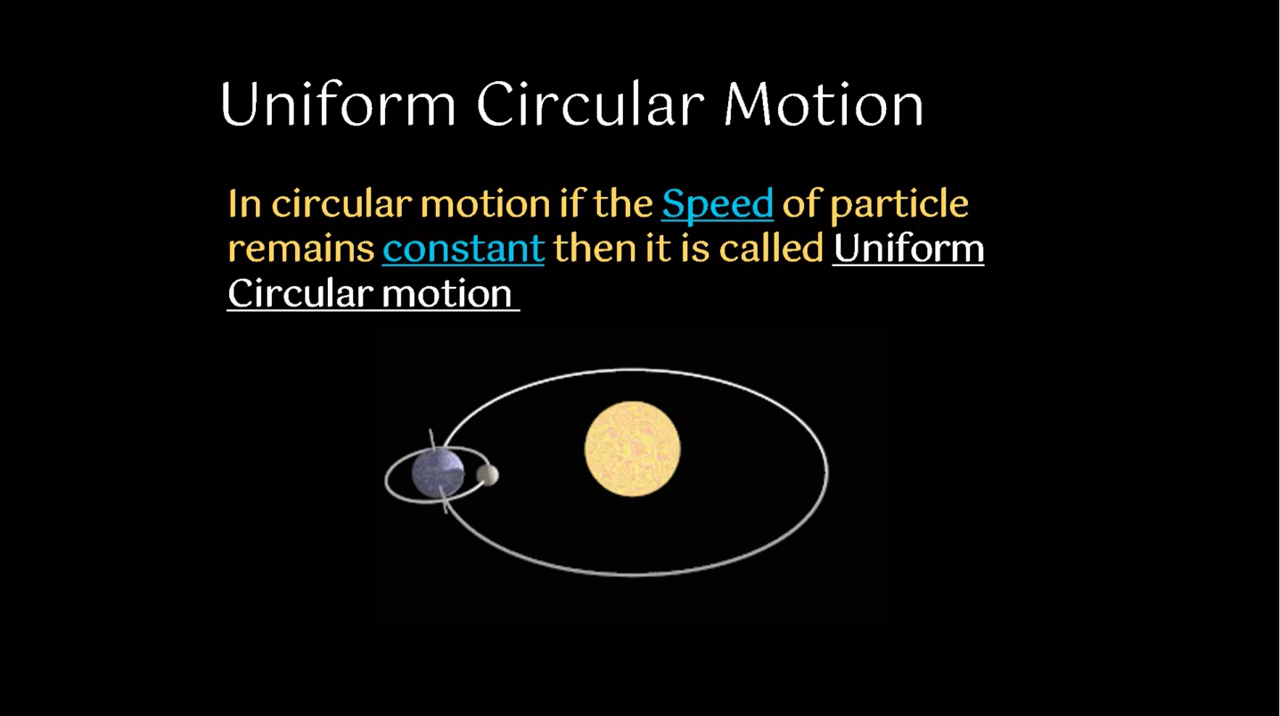 Uniform Circular Motion
In circular motion if the Speed of particle
remains constant then it is called Uniform
Circular motion